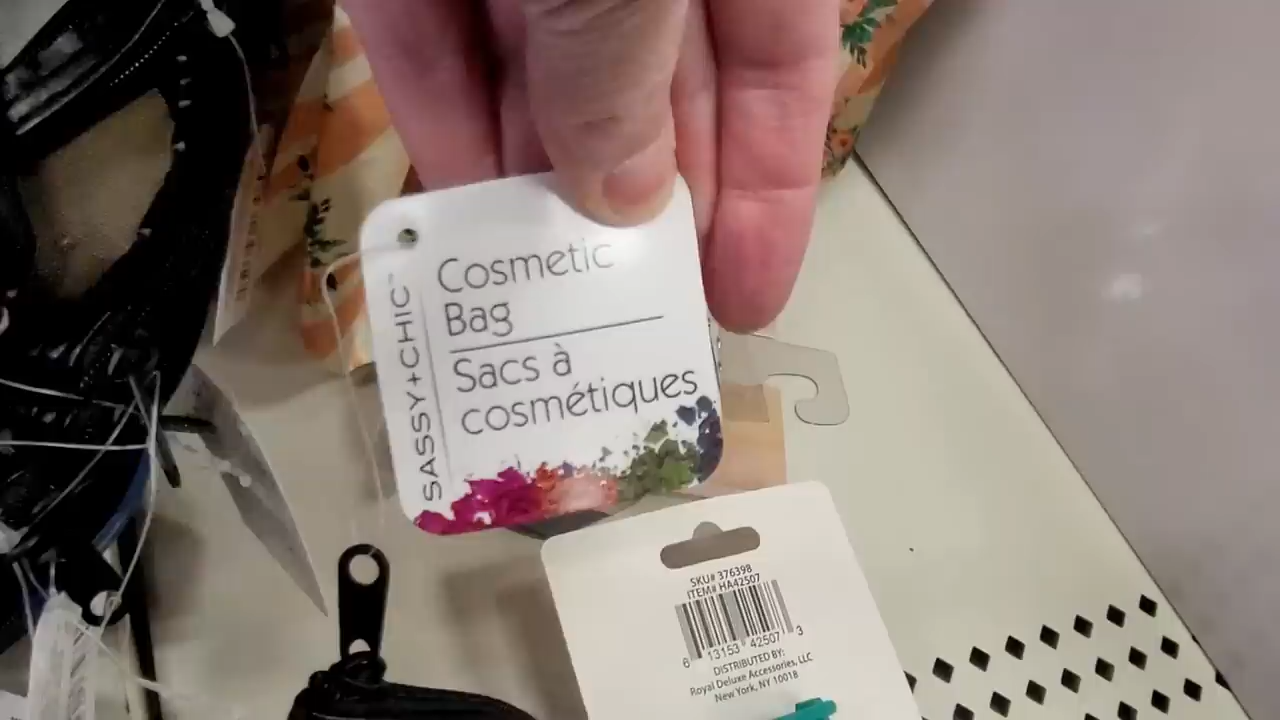 SASSY+CHIC™
Cosmetic
Bag
Sacs à
cosmétiques
SKU# 376398
ITEM# HA42507
6 13153 42507 3
DISTRIBUTED BY:
Royal Deluxe Accessories, LLC
New York, NY 10018